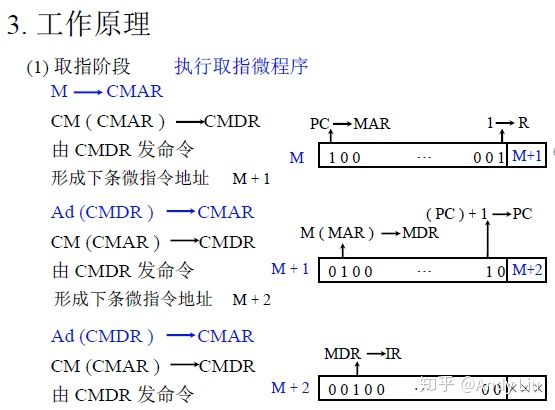 3. 工作原理
(1) 取指阶段 执行取指微程序
M → CMAR
CM ( CMAR ) → CMDR
由 CMDR 发命令
形成下条微指令地址 M + 1
PC → MAR 1 → R
M 1 0 0 ··· 0 0 1 M+1
Ad (CMDR ) → CMAR
CM ( CMAR ) → CMDR
由 CMDR 发命令
形成下条微指令地址 M + 2
( PC ) + 1 → PC
M ( MAR ) → MDR
M + 1 0 1 0 0 ··· 1 0 M+2
Ad (CMDR ) → CMAR
CM ( CMAR ) → CMDR
由 CMDR 发命令
MDR → IR
M + 2 0 0 1 0 0 ··· 0 0 ×××
知乎 @AndyLiu